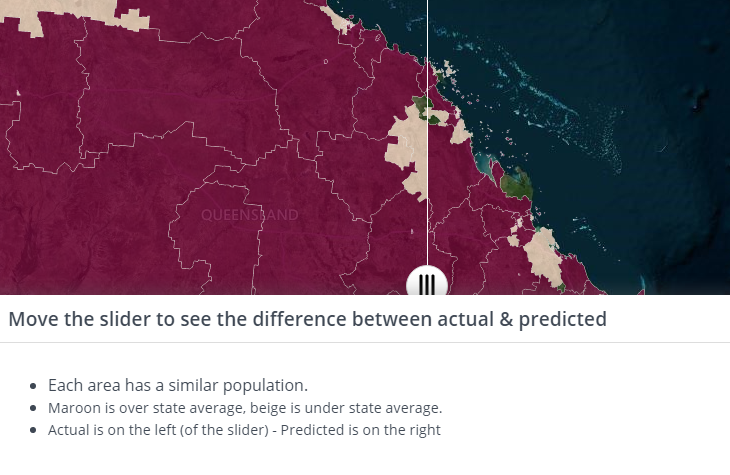 QUEENSLAND
Move the slider to see the difference between actual & predicted
Each area has a similar population.
Maroon is over state average, beige is under state average.
Actual is on the left (of the slider) - Predicted is on the right